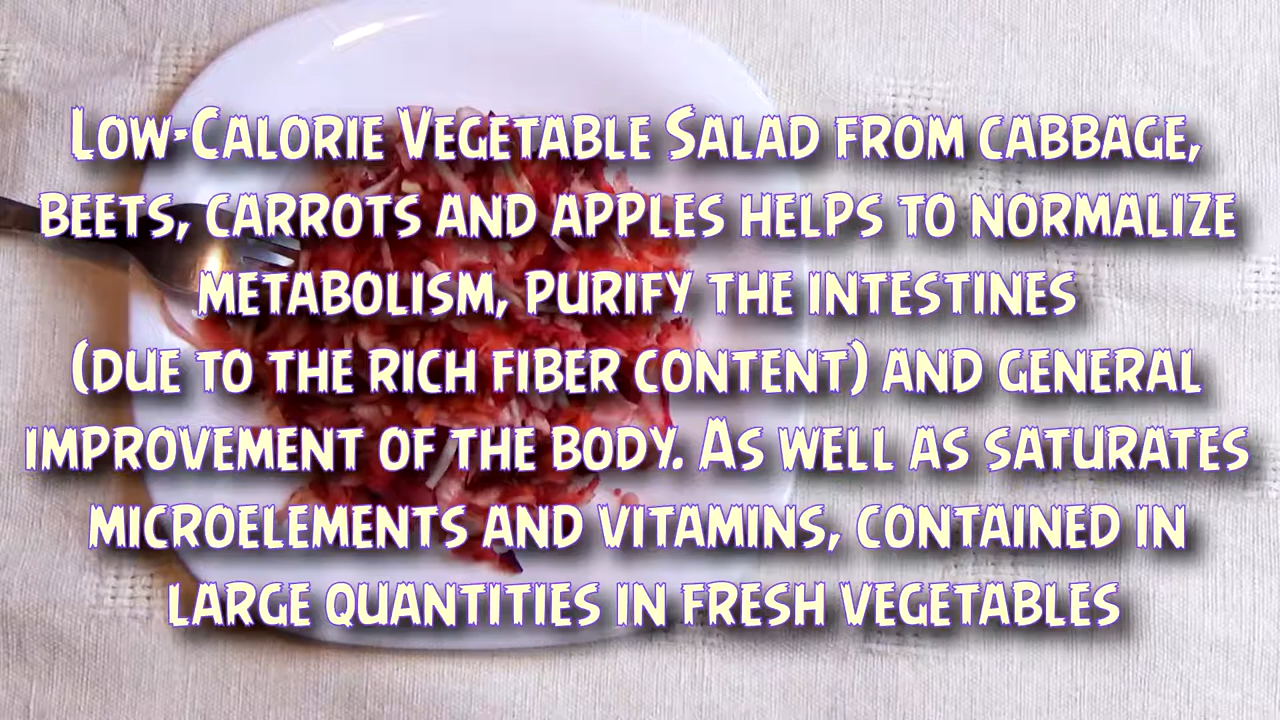 Low-Calorie Vegetable Salad from cabbage,
beets, carrots and apples helps to normalize
metabolism, purify the intestines
(due to the rich fiber content) and general
improvement of the body. As well as saturates
microelements and vitamins, contained in
large quantities in fresh vegetables